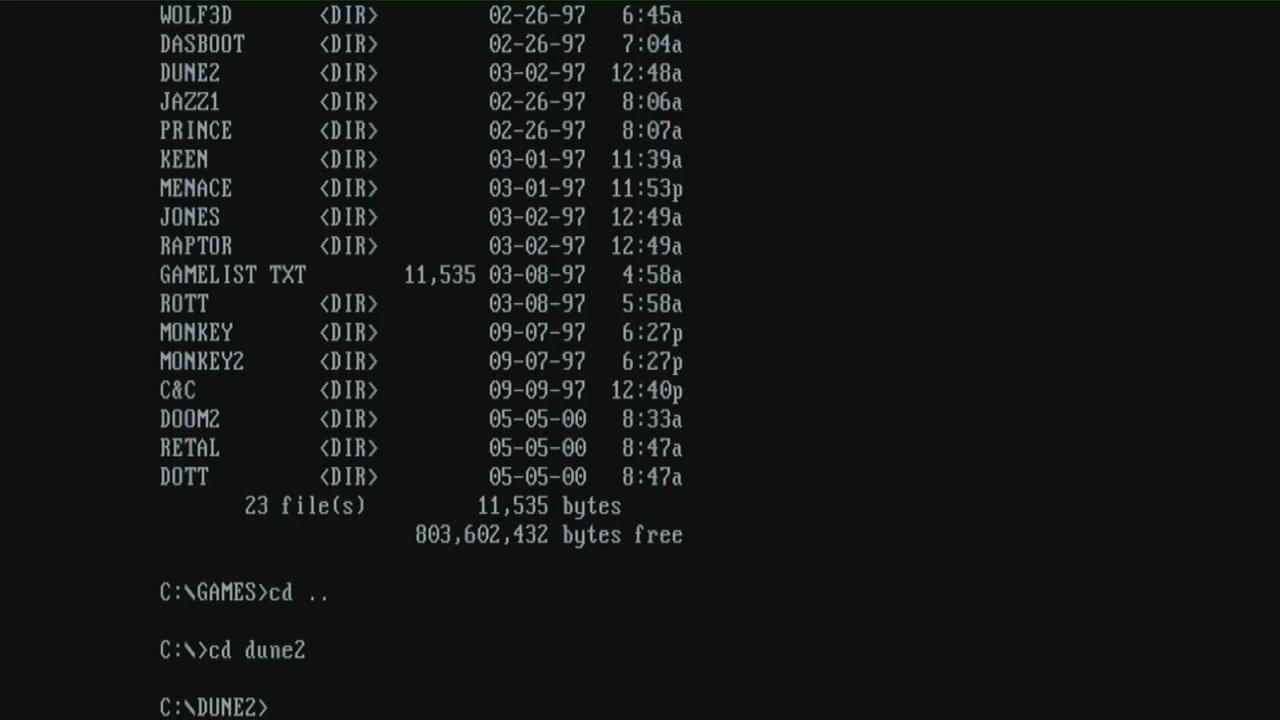 WOLF3D <DIR> 02-26-97 6:45a
DASBOOT <DIR> 02-26-97 7:04a
DUNE2 <DIR> 03-02-97 12:48a
JAZZ1 <DIR> 02-26-97 8:06a
PRINCE <DIR> 02-26-97 8:07a
KEEN <DIR> 03-01-97 11:39a
MENACE <DIR> 03-01-97 11:53p
JONES <DIR> 03-02-97 12:49a
RAPTOR <DIR> 03-02-97 12:49a
GAMELIST TXT 11,535 03-08-97 4:58a
ROTT <DIR> 03-08-97 5:58a
MONKEY <DIR> 09-07-97 6:27p
MONKEY2 <DIR> 09-07-97 6:27p
C&C <DIR> 09-09-97 12:40p
DOOM2 <DIR> 05-05-00 8:33a
RETAL <DIR> 05-05-00 8:47a
DOTT <DIR> 05-05-00 8:47a
23 file(s) 11,535 bytes
803,602,432 bytes free
C:\GAMES>cd ..
C:\>cd dune2
C:\DUNE2>